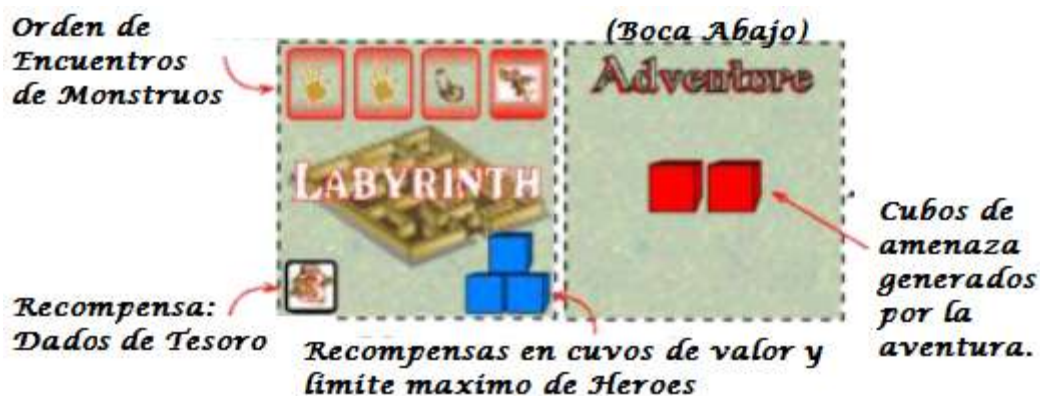 Orden de
Encuentros
de Monstruos
(Boca Abajo)
Adventure
LABYRINTH
Cubos de
amenaza
generados
por la
aventura.
Recompensa:
Dados de Tesoro
Recompensas en cuvos de valor y
limite maximo de Heroes